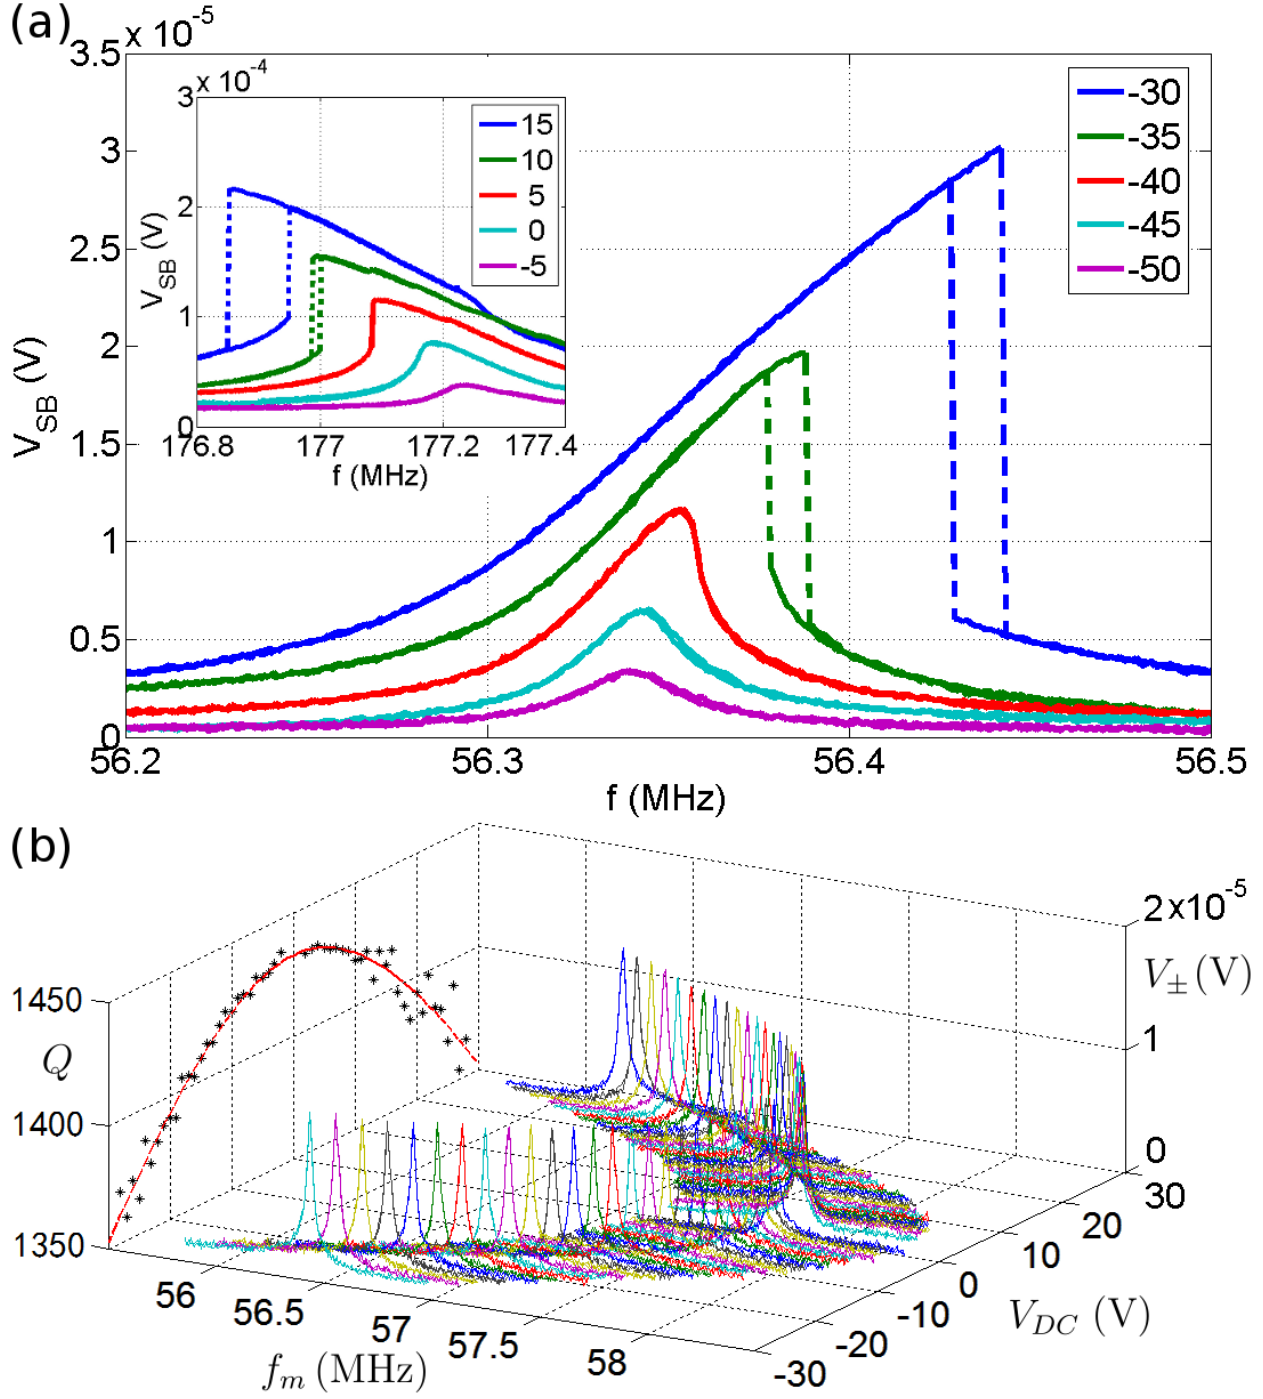 (a)
3.5 x 10^-5
3
2.5
2
1.5
1
0.5
0
V_SB (V)
56.2 56.3 56.4 56.5
f (MHz)
-30
-35
-40
-45
-50
3 x 10^-4
2
1
0
V_SB (V)
176.8 177 177.2 177.4
f (MHz)
15
10
5
0
-5
(b)
1450
1400
1350
Q
56 56.5 57 57.5 58
f_m (MHz)
-30 -20 -10 0 10 20 30
V_DC (V)
2x10^-5
1
0
V_± (V)